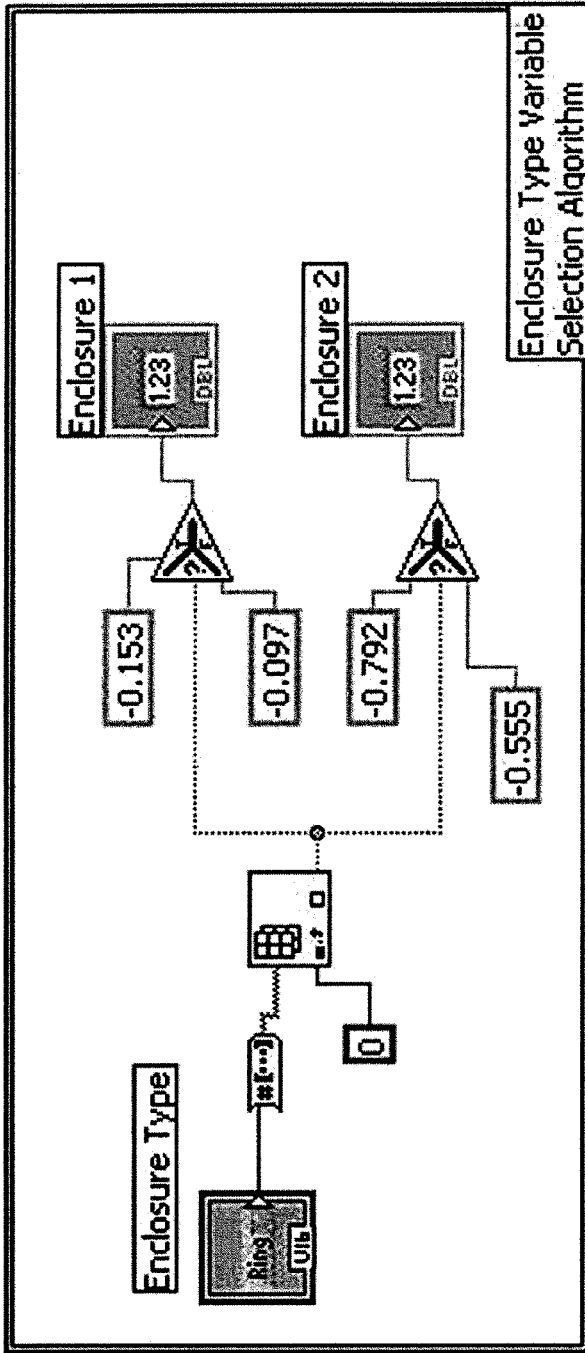 Enclosure Type
Ring
U16
#[...]
0
-0.153
-0.097
-0.792
-0.555
?
T
F
?
T
F
Enclosure 1
1.23
DBL
Enclosure 2
1.23
DBL
Enclosure Type Variable
Selection Algorithm